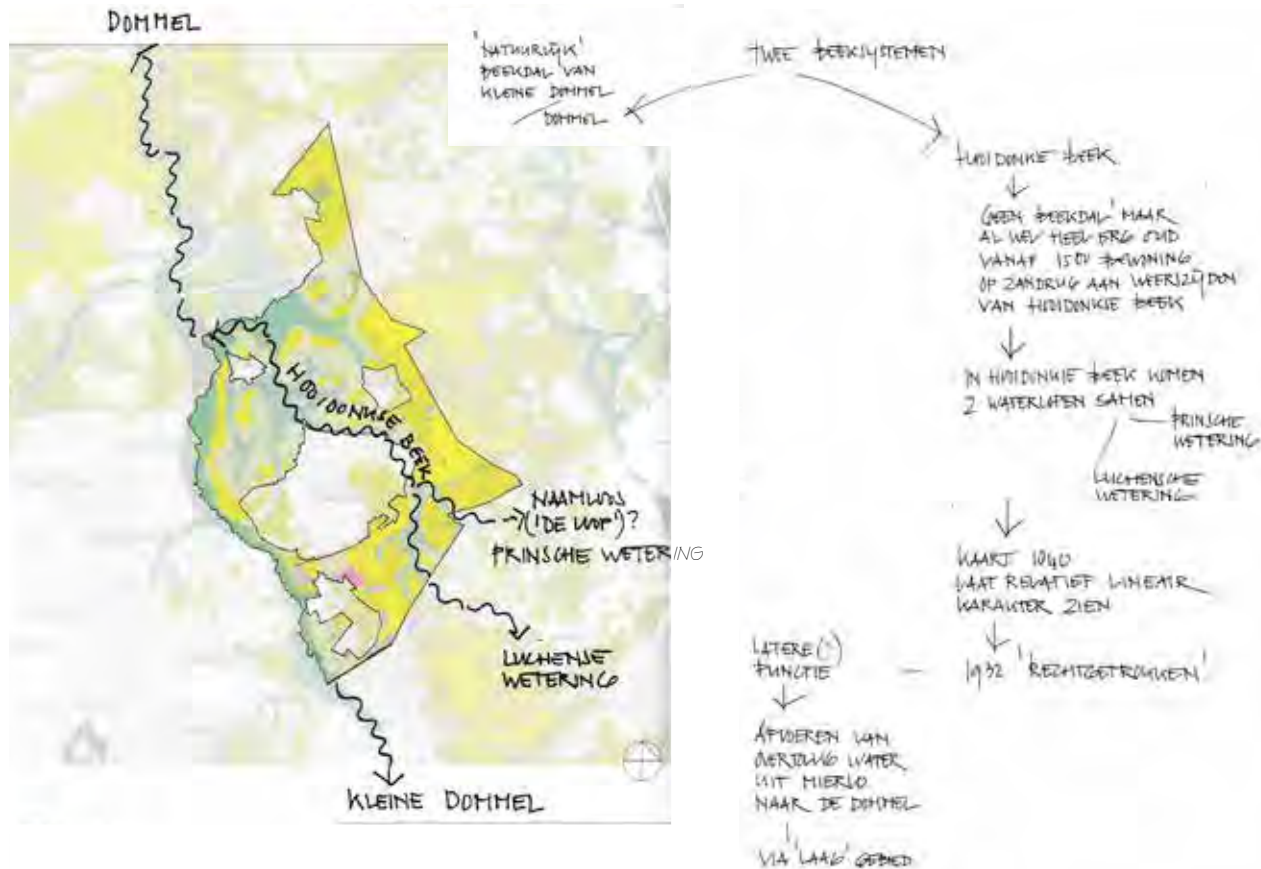 DOMMEL
HOOIDONKSE BEEK
NAAMLOOS
('DE LOOP')?
PRINSCHE WETERING
LUCHENSE
WETERING
KLEINE DOMMEL
TWEE BEEKSYSTEMEN
'NATUURLIJK'
BEEKDAL VAN
KLEINE DOMMEL
DOMMEL
HOOIDONKSE BEEK
'GEEN BEEKDAL' MAAR
AL WEL HEEL ERG OUD
VANAF 1500 BEWONING
OP ZANDRUG AAN WEERSZIJDEN
VAN HOOIDONKSE BEEK
IN HOOIDONKSE BEEK KOMEN
2 WATERLOPEN SAMEN
PRINSCHE
WETERING
LUCHENSCHE
WETERING
KAART 1840
LAAT RELATIEF LINEAIR
KARAKTER ZIEN
1932 'RECHTGETROKKEN'
LATERE (?)
FUNCTIE
AFVOEREN VAN
OVERTOLLIG WATER
UIT MIERLO
NAAR DE DOMMEL
VIA 'LAAG' GEBIED